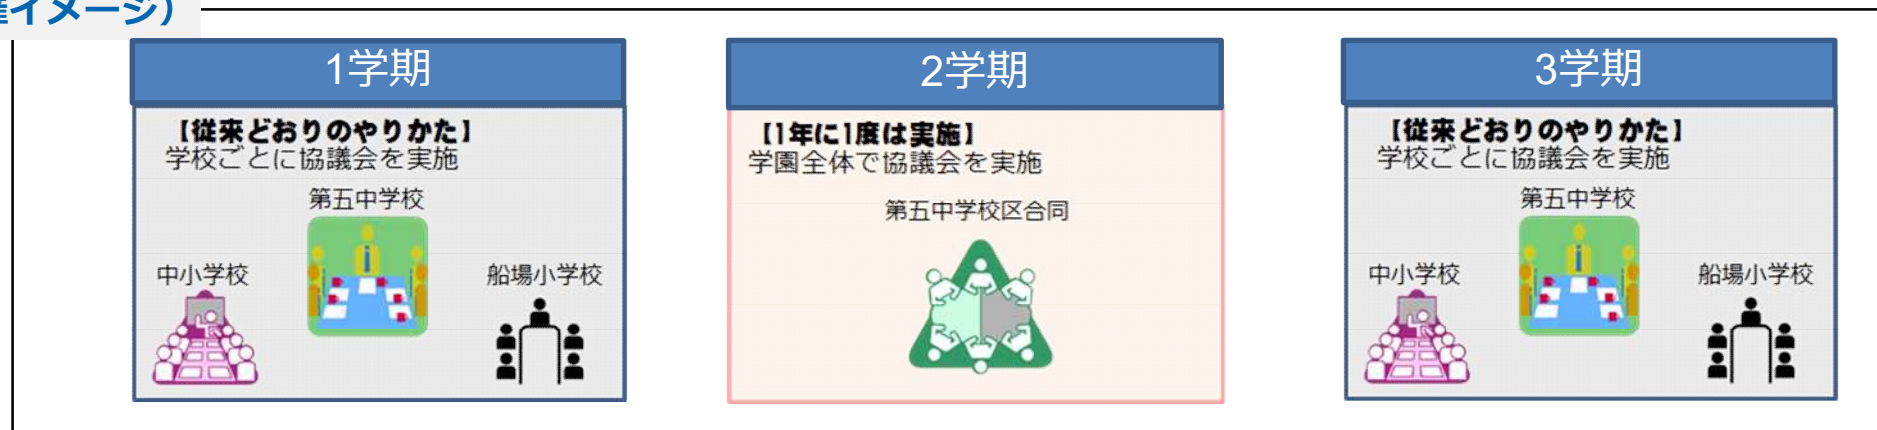 催イメージ）
1学期
【従来どおりのやりかた】
学校ごとに協議会を実施
第五中学校
中小学校
船場小学校
2学期
【1年に1度は実施】
学園全体で協議会を実施
第五中学校区合同
3学期
【従来どおりのやりかた】
学校ごとに協議会を実施
第五中学校
中小学校
船場小学校